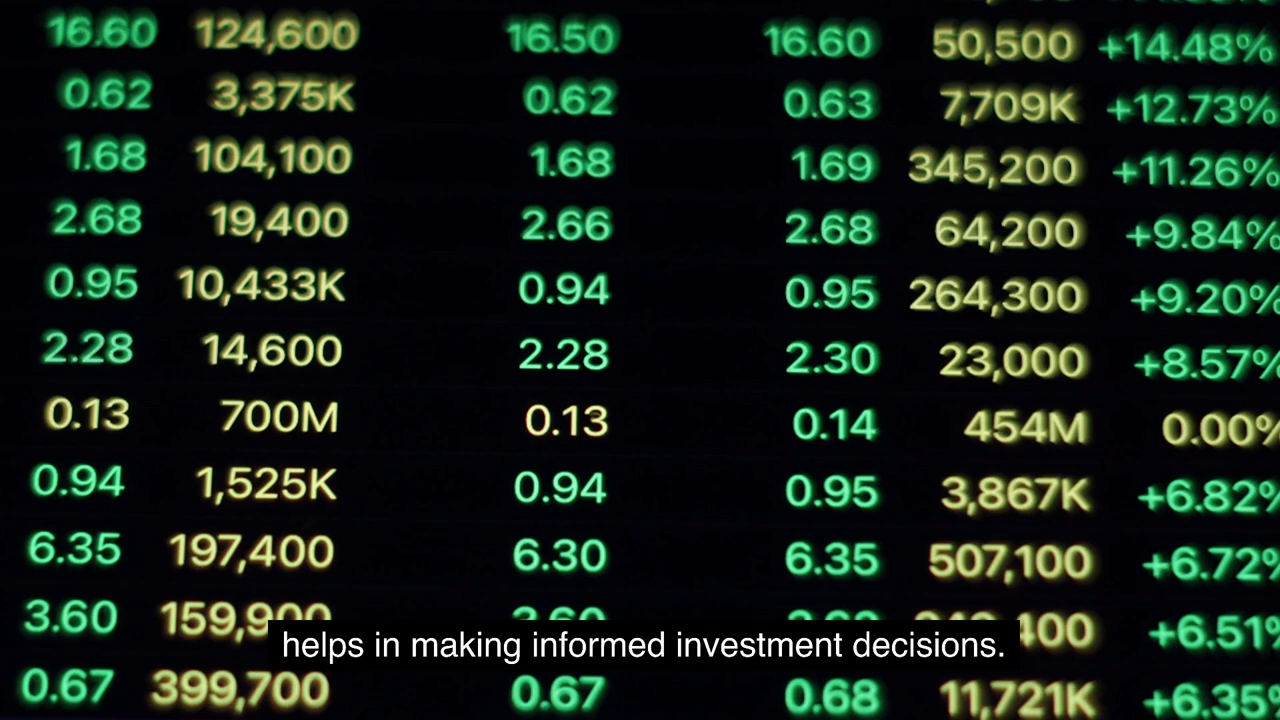 16.60 124,600 16.50 16.60 50,500 +14.48%
0.62 3,375K 0.62 0.63 7,709K +12.73%
1.68 104,100 1.68 1.69 345,200 +11.26%
2.68 19,400 2.66 2.68 64,200 +9.84%
0.95 10,433K 0.94 0.95 264,300 +9.20%
2.28 14,600 2.28 2.30 23,000 +8.57%
0.13 700M 0.13 0.14 454M 0.00%
0.94 1,525K 0.94 0.95 3,867K +6.82%
6.35 197,400 6.30 6.35 507,100 +6.72%
3.60 159,900 3.60 +6.51%
helps in making informed investment decisions.
0.67 399,700 0.67 0.68 11,721K +6.35%